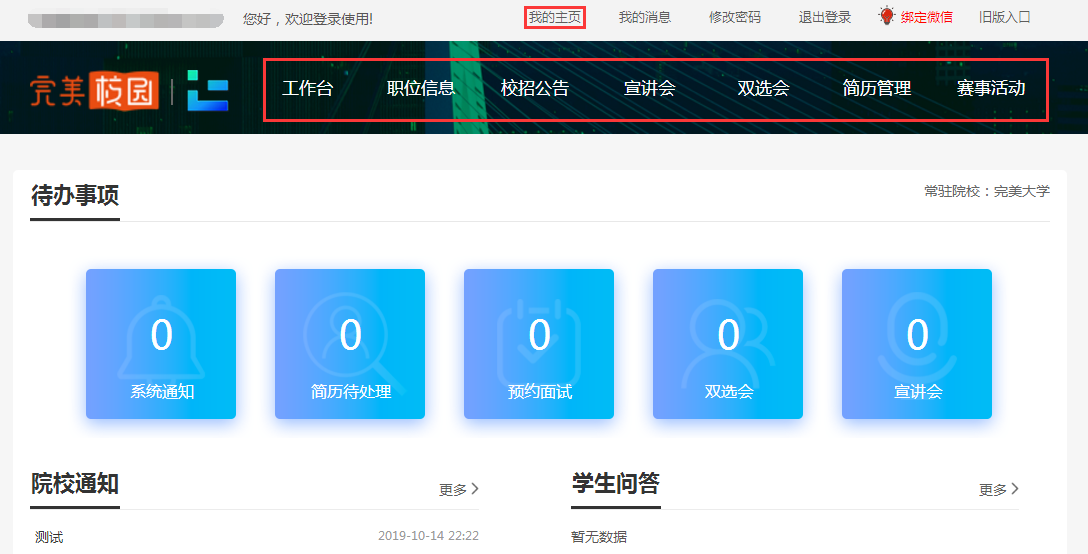 您好，欢迎登录使用!
我的主页 我的消息 修改密码 退出登录 绑定微信 旧版入口
完美校园
工作台 职位信息 校招公告 宣讲会 双选会 简历管理 赛事活动
待办事项
常驻院校：完美大学
0 0 0 0 0
系统通知 简历待处理 预约面试 双选会 宣讲会
院校通知 更多
学生问答 更多
测试 2019-10-14 22:22
暂无数据